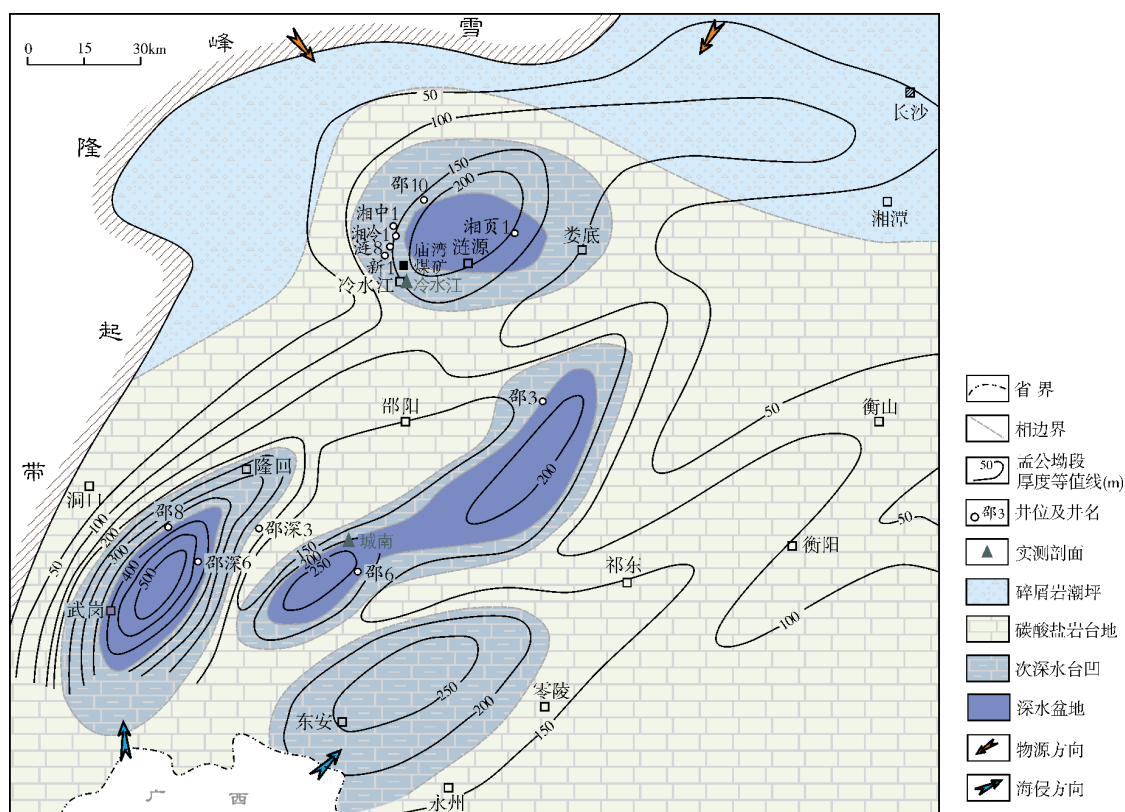 雪
峰
隆
起
带
0 15 30km
长沙
湘潭
50
100
150
200
邵10
湘中1
湘冷1
涟8
新1
庙湾
煤矿
湘页1
涟源
娄底
冷水江
冷水江
邵3
200
邵阳
衡山
50
隆回
洞口
邵8
邵深3
邵深6
武岗
50
100
200
300
400
500
城南
150
200
250
邵6
祁东
衡阳
50
100
250
200
150
东安
零陵
永州
广西
省界
相边界
50
孟公坳段
厚度等值线(m)
邵3
井位及井名
实测剖面
碎屑岩潮坪
碳酸盐岩台地
次深水台凹
深水盆地
物源方向
海侵方向